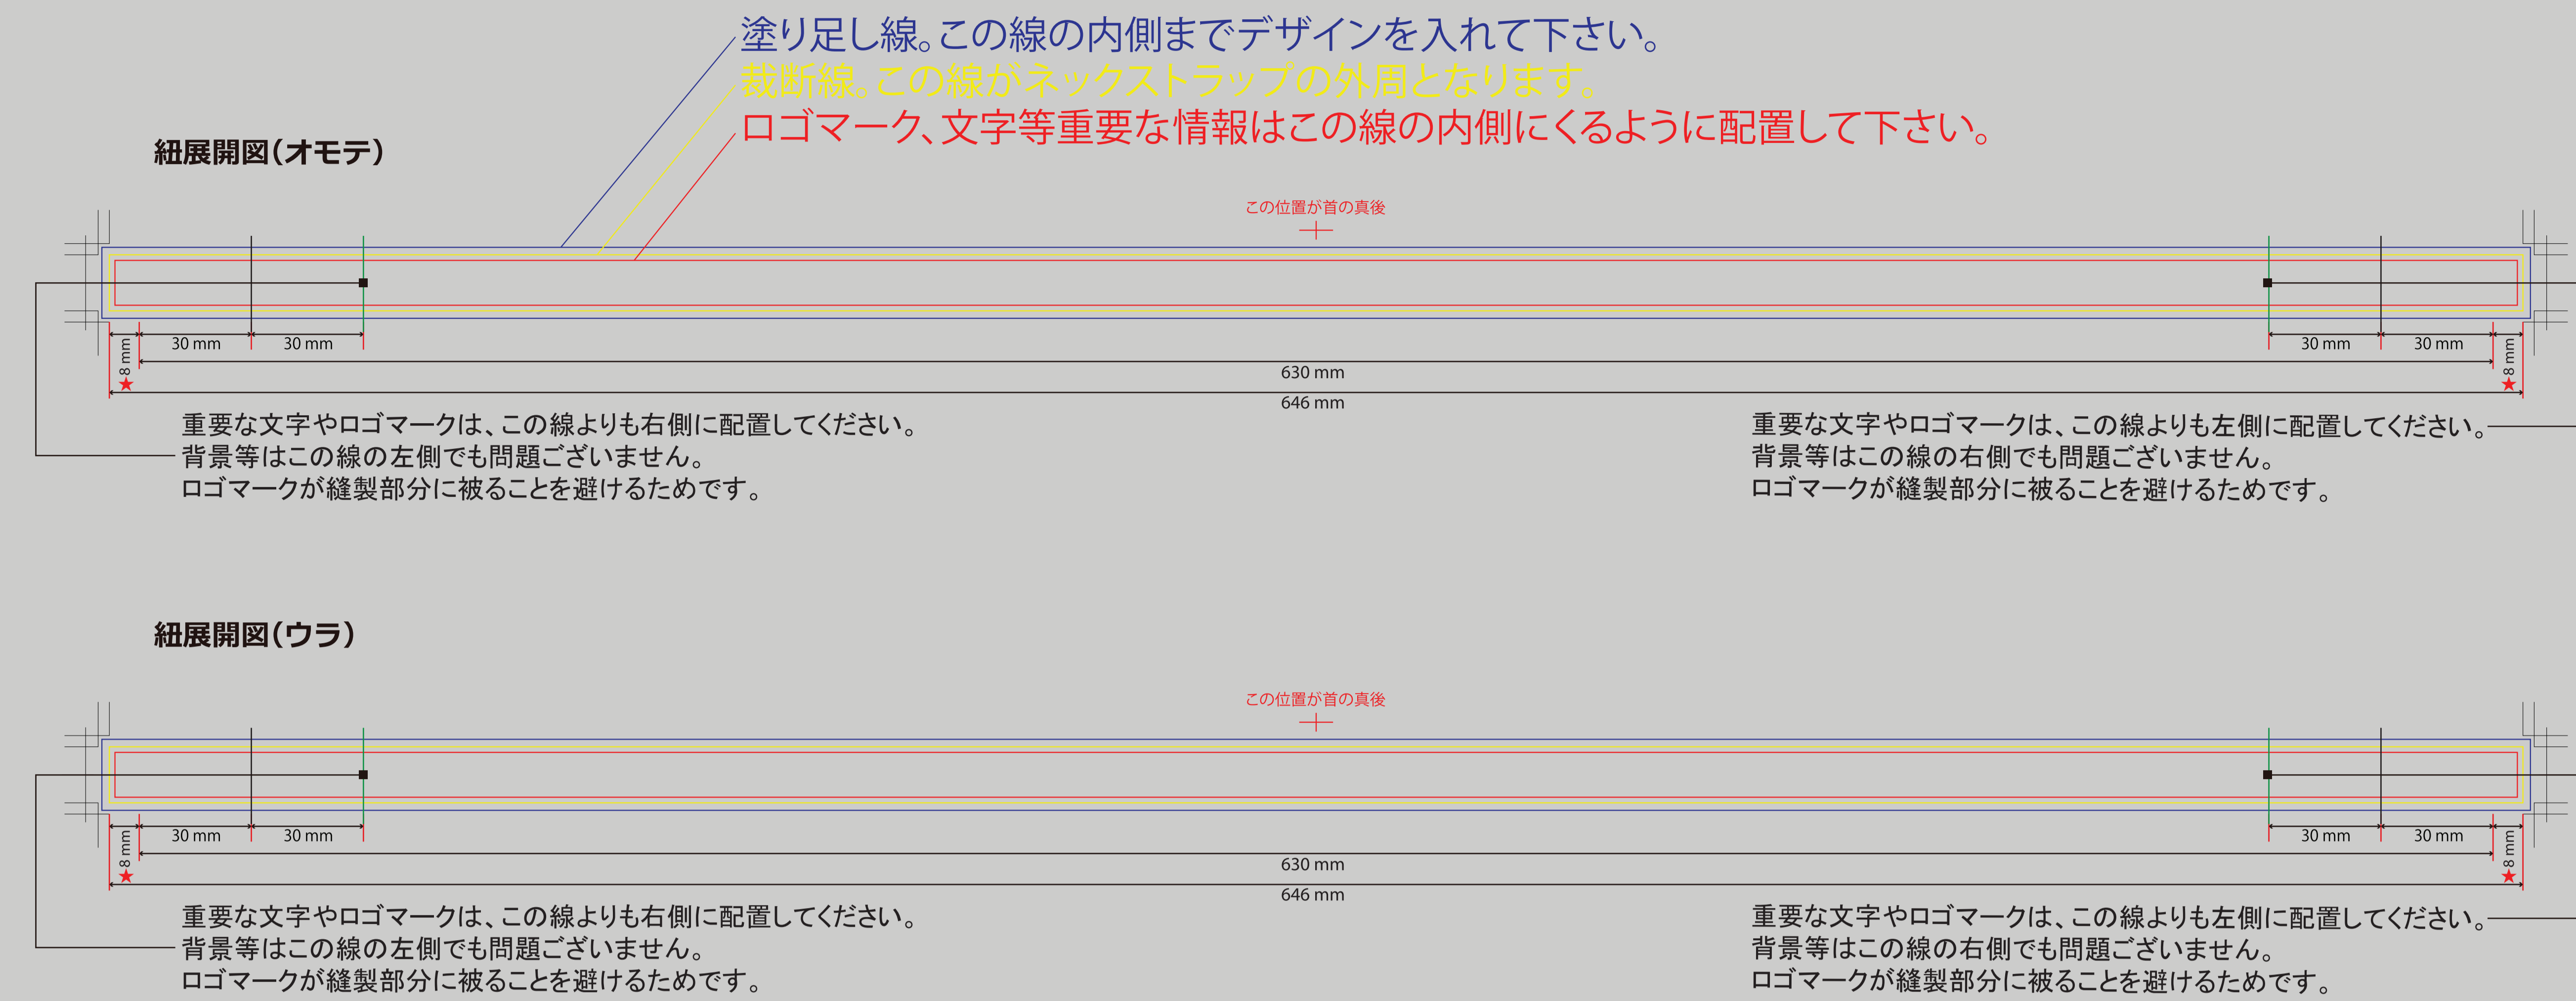 塗り足し線。この線の内側までデザインを入れて下さい。
裁断線。この線がネックストラップの外周となります。
ロゴマーク、文字等重要な情報はこの線の内側にくるように配置して下さい。
紐展開図(オモテ)
この位置が首の真後
30 mm
30 mm
30 mm
30 mm
★8 mm
★8 mm
630 mm
646 mm
重要な文字やロゴマークは、この線よりも右側に配置してください。
背景等はこの線の左側でも問題ございません。
ロゴマークが縫製部分に被ることを避けるためです。
重要な文字やロゴマークは、この線よりも左側に配置してください。
背景等はこの線の右側でも問題ございません。
ロゴマークが縫製部分に被ることを避けるためです。
紐展開図(ウラ)
この位置が首の真後
30 mm
30 mm
30 mm
30 mm
★8 mm
★8 mm
630 mm
646 mm
重要な文字やロゴマークは、この線よりも右側に配置してください。
背景等はこの線の左側でも問題ございません。
ロゴマークが縫製部分に被ることを避けるためです。
重要な文字やロゴマークは、この線よりも左側に配置してください。
背景等はこの線の右側でも問題ございません。
ロゴマークが縫製部分に被ることを避けるためです。